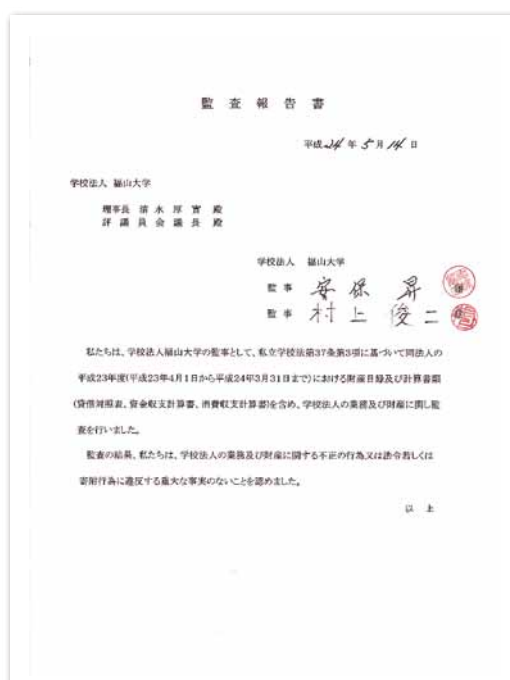 監査報告書
平成24年5月14日
学校法人 福山大学
理事長 清水厚實殿
評議員会議長殿
学校法人 福山大学
監事 安保昇
監事 村上俊二
私たちは、学校法人福山大学の監事として、私立学校法第37条第3項に基づいて同法人の
平成23年度(平成23年4月1日から平成24年3月31日まで)における財産目録及び計算書類
(貸借対照表、資金収支計算書、消費収支計算書)を含め、学校法人の業務及び財産に関し監
査を行いました。
監査の結果、私たちは、学校法人の業務及び財産に関する不正の行為又は法令若しくは
寄附行為に違反する重大な事実のないことを認めました。
以上